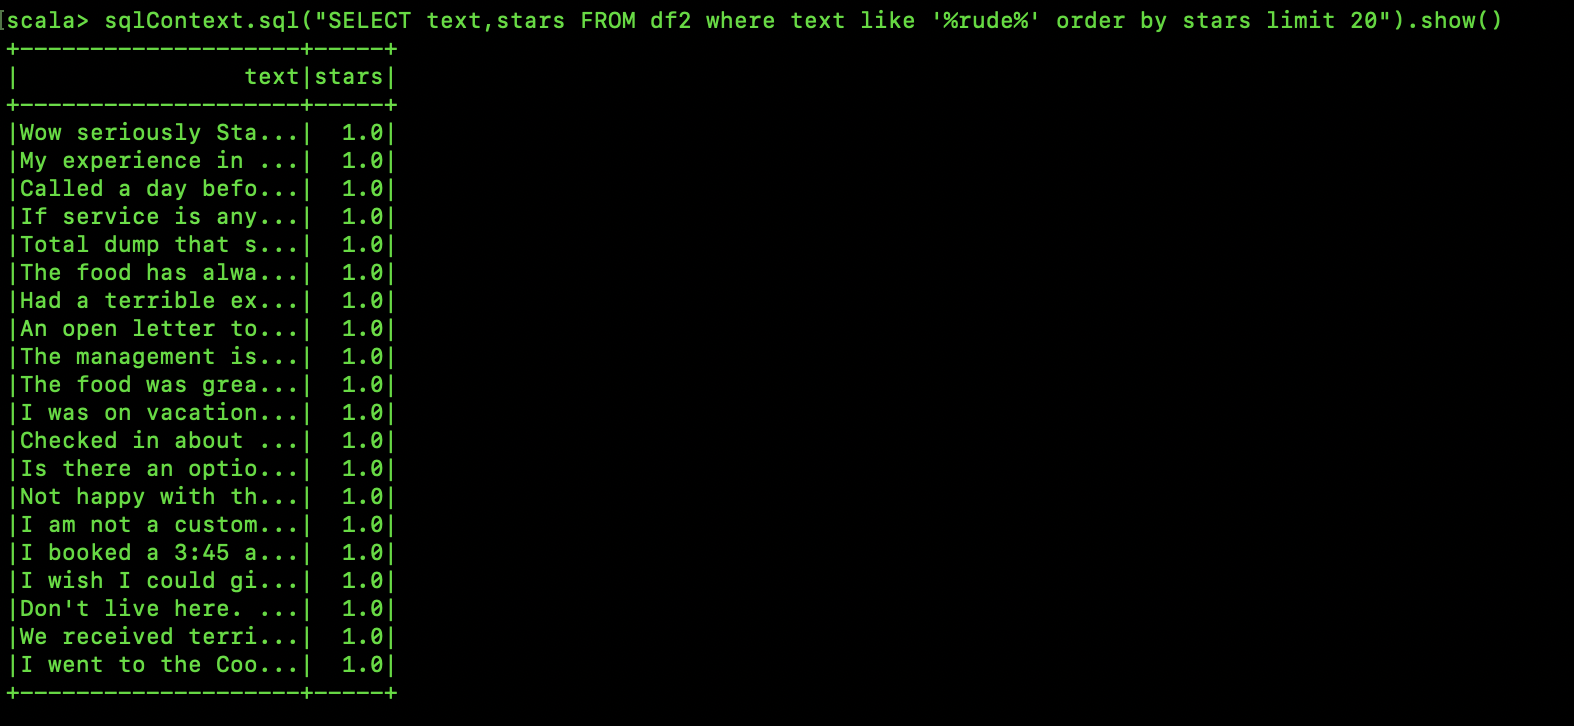 [scala> sqlContext.sql("SELECT text,stars FROM df2 where text like '%rude%' order by stars limit 20").show()
+--------------------+-----+
|                text|stars|
+--------------------+-----+
|Wow seriously Sta...|  1.0|
|My experience in ...|  1.0|
|Called a day befo...|  1.0|
|If service is any...|  1.0|
|Total dump that s...|  1.0|
|The food has alwa...|  1.0|
|Had a terrible ex...|  1.0|
|An open letter to...|  1.0|
|The management is...|  1.0|
|The food was grea...|  1.0|
|I was on vacation...|  1.0|
|Checked in about ...|  1.0|
|Is there an optio...|  1.0|
|Not happy with th...|  1.0|
|I am not a custom...|  1.0|
|I booked a 3:45 a...|  1.0|
|I wish I could gi...|  1.0|
|Don't live here. ...|  1.0|
|We received terri...|  1.0|
|I went to the Coo...|  1.0|
+--------------------+-----+